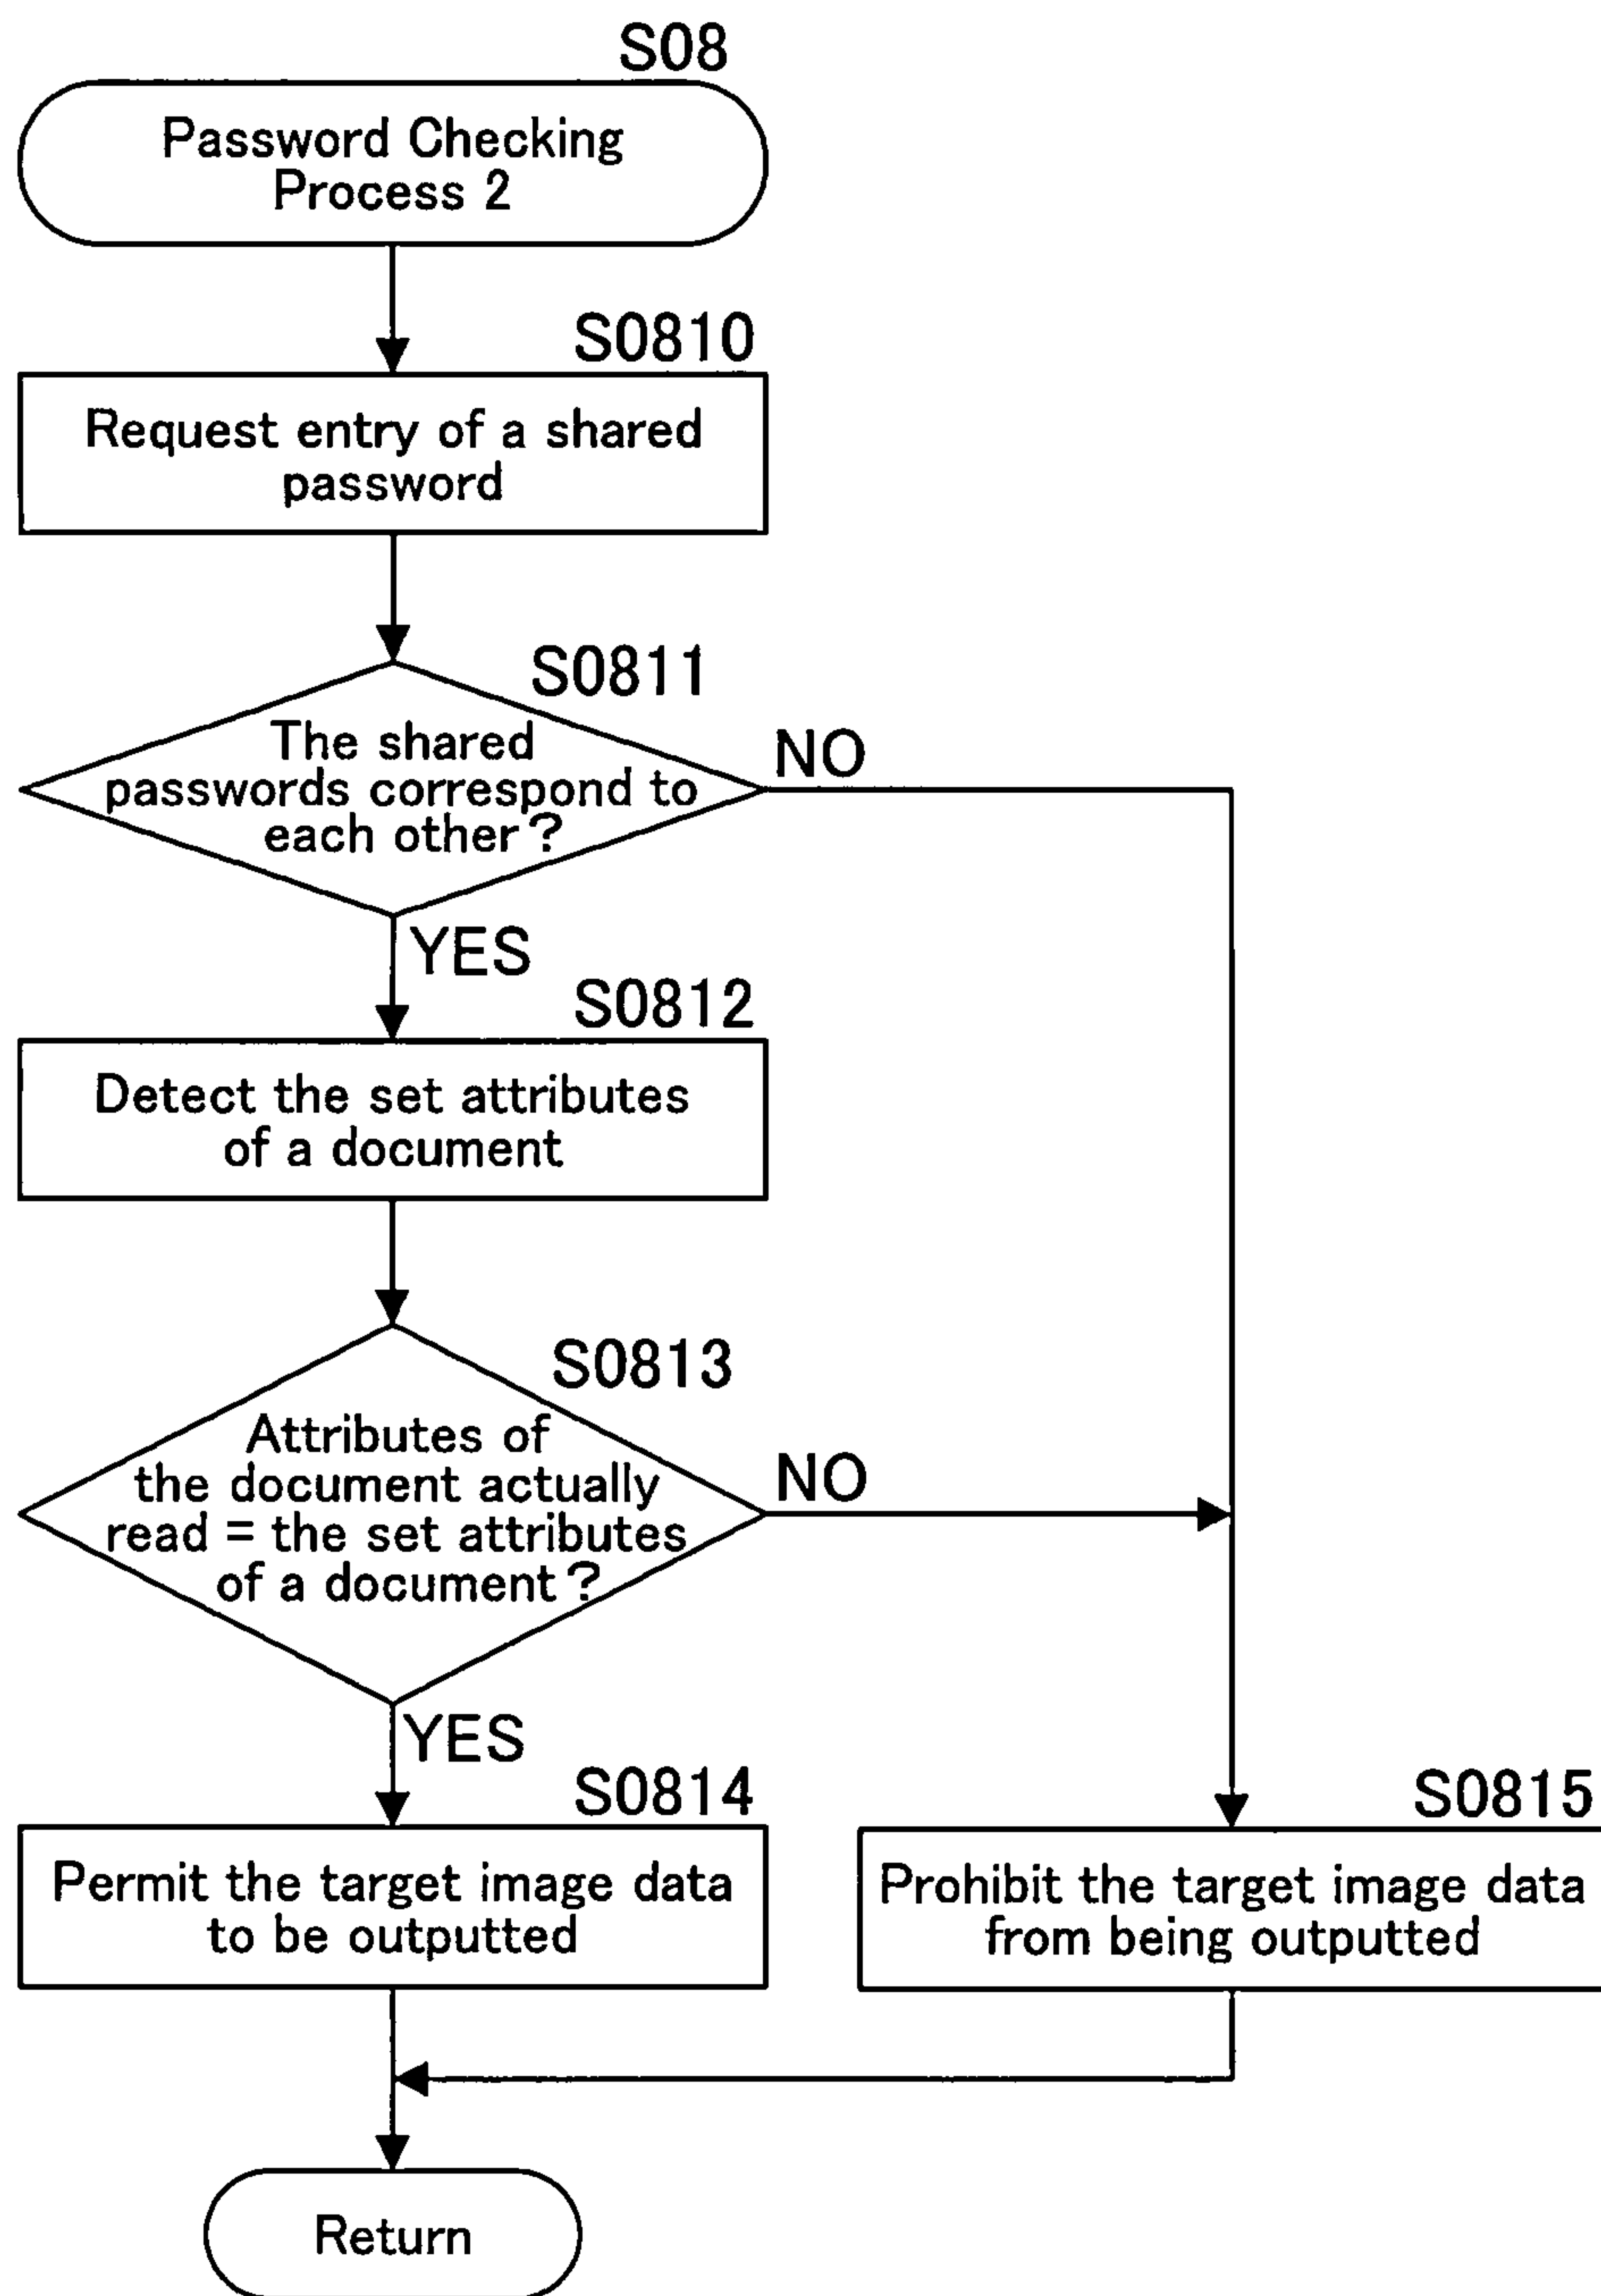 S08
Password Checking
Process 2
S0810
Request entry of a shared
password
S0811
The shared
passwords correspond to
each other?
NO
YES
S0812
Detect the set attributes
of a document
S0813
Attributes of
the document actually
read = the set attributes
of a document?
NO
YES
S0814
Permit the target image data
to be outputted
S0815
Prohibit the target image data
from being outputted
Return